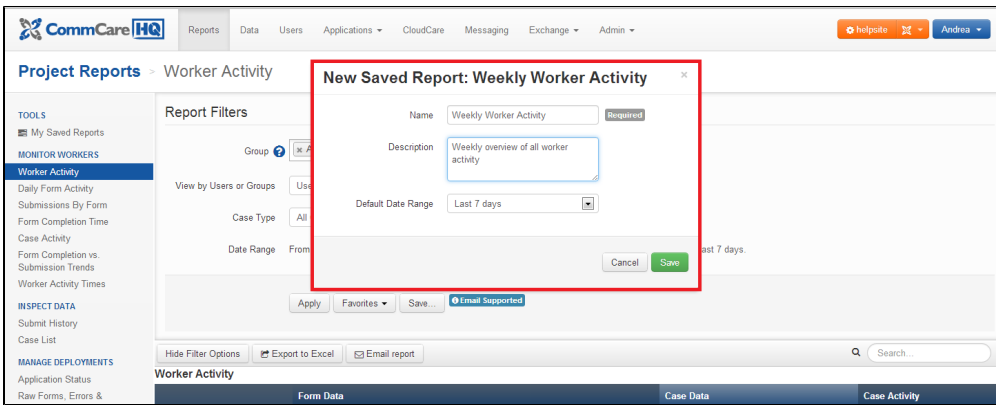 CommCare HQ
Reports Data Users Applications CloudCare Messaging Exchange Admin
helpsite
Andrea
Project Reports > Worker Activity
TOOLS
My Saved Reports
MONITOR WORKERS
Worker Activity
Daily Form Activity
Submissions By Form
Form Completion Time
Case Activity
Form Completion vs.
Submission Trends
Worker Activity Times
INSPECT DATA
Submit History
Case List
MANAGE DEPLOYMENTS
Application Status
Raw Forms, Errors &
Report Filters
Group
View by Users or Groups
Case Type All
Date Range From
ast 7 days.
New Saved Report: Weekly Worker Activity ×
Name Weekly Worker Activity Required
Description Weekly overview of all worker
activity
Default Date Range Last 7 days
Cancel Save
Apply Favorites Save... Email Supported
Hide Filter Options Export to Excel Email report Search...
Worker Activity
Form Data Case Data Case Activity